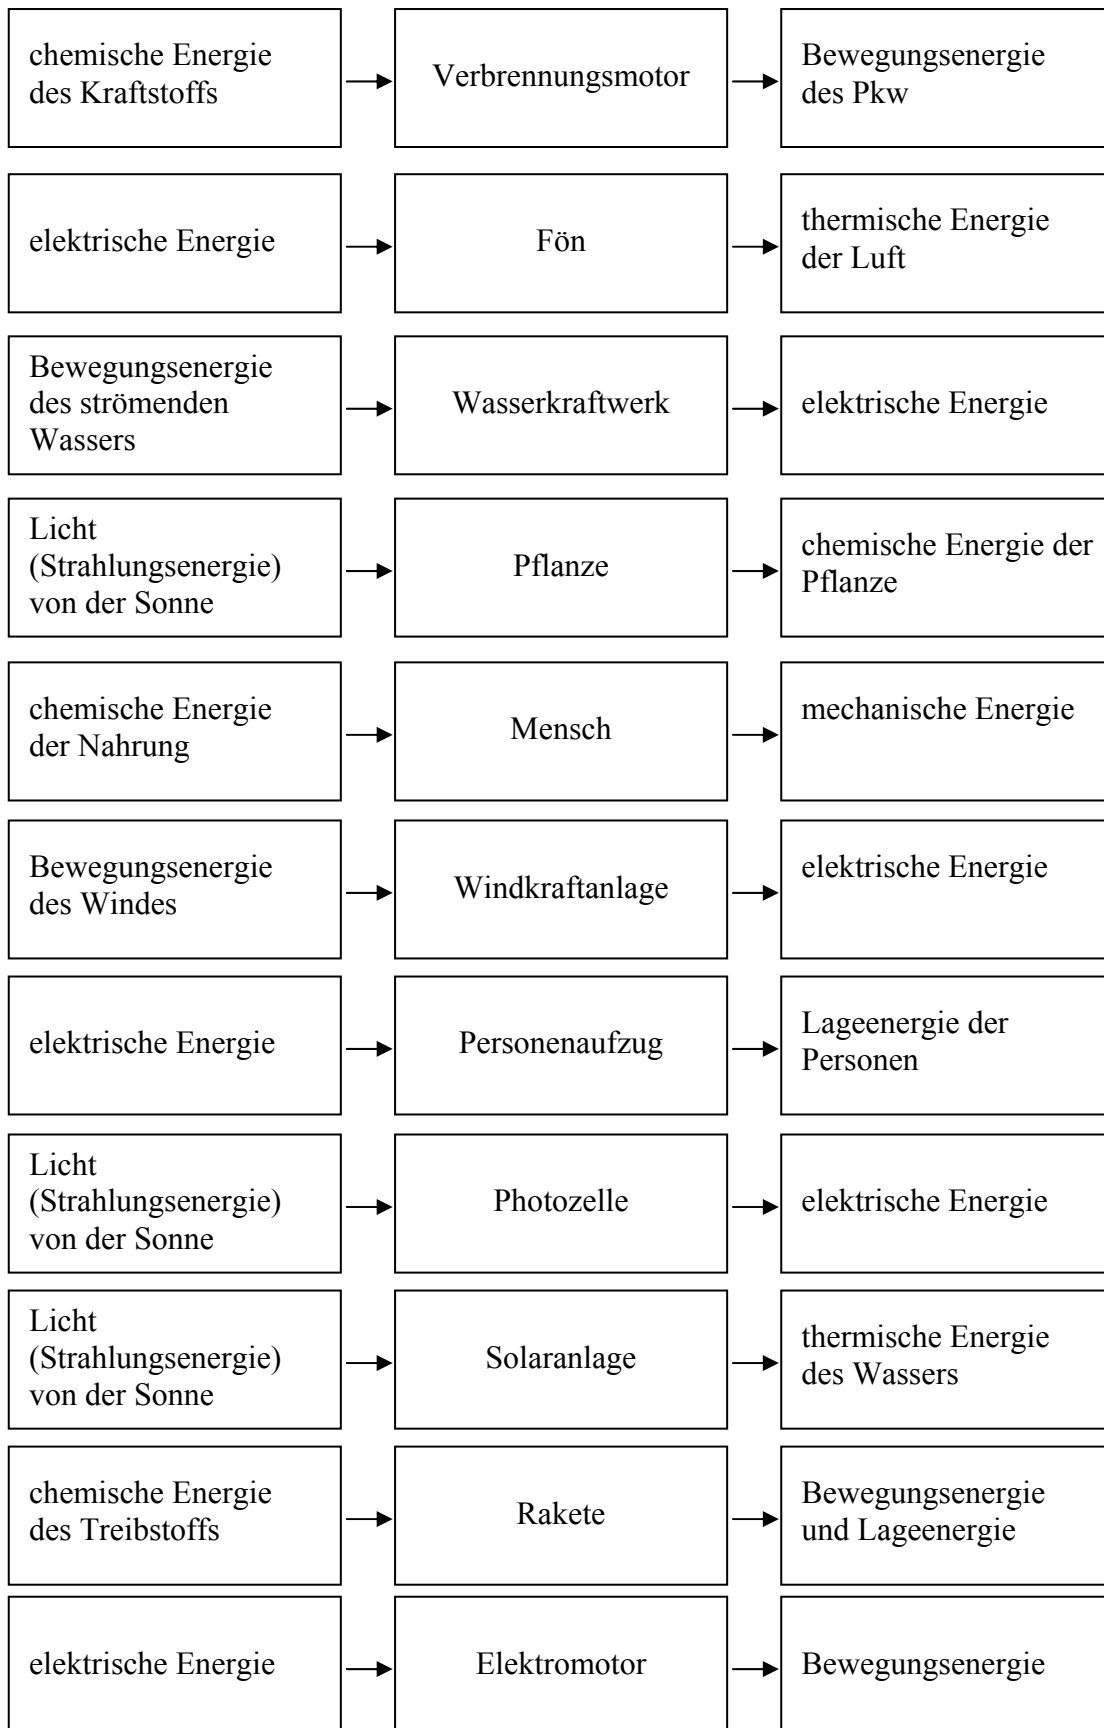 chemische Energie
des Kraftstoffs
Verbrennungsmotor
Bewegungsenergie
des Pkw
elektrische Energie
Fön
thermische Energie
der Luft
Bewegungsenergie
des strömenden
Wassers
Wasserkraftwerk
elektrische Energie
Licht
(Strahlungsenergie)
von der Sonne
Pflanze
chemische Energie der
Pflanze
chemische Energie
der Nahrung
Mensch
mechanische Energie
Bewegungsenergie
des Windes
Windkraftanlage
elektrische Energie
elektrische Energie
Personenaufzug
Lageenergie der
Personen
Licht
(Strahlungsenergie)
von der Sonne
Photozelle
elektrische Energie
Licht
(Strahlungsenergie)
von der Sonne
Solaranlage
thermische Energie
des Wassers
chemische Energie
des Treibstoffs
Rakete
Bewegungsenergie
und Lageenergie
elektrische Energie
Elektromotor
Bewegungsenergie